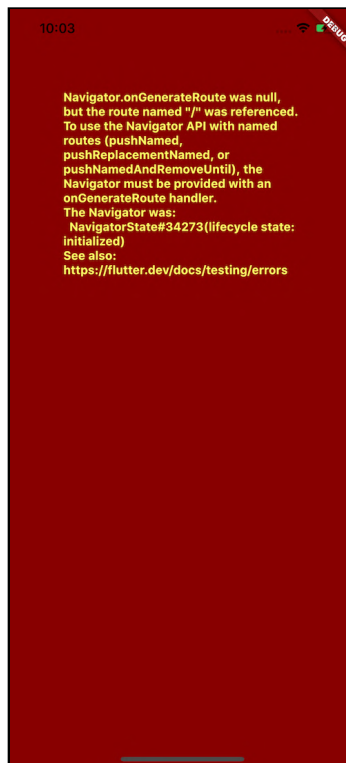 10:03
DEBUG
Navigator.onGenerateRoute was null,
but the route named "/" was referenced.
To use the Navigator API with named
routes (pushNamed,
pushReplacementNamed, or
pushNamedAndRemoveUntil), the
Navigator must be provided with an
onGenerateRoute handler.
The Navigator was:
NavigatorState#34273(lifecycle state:
initialized)
See also:
https://flutter.dev/docs/testing/errors